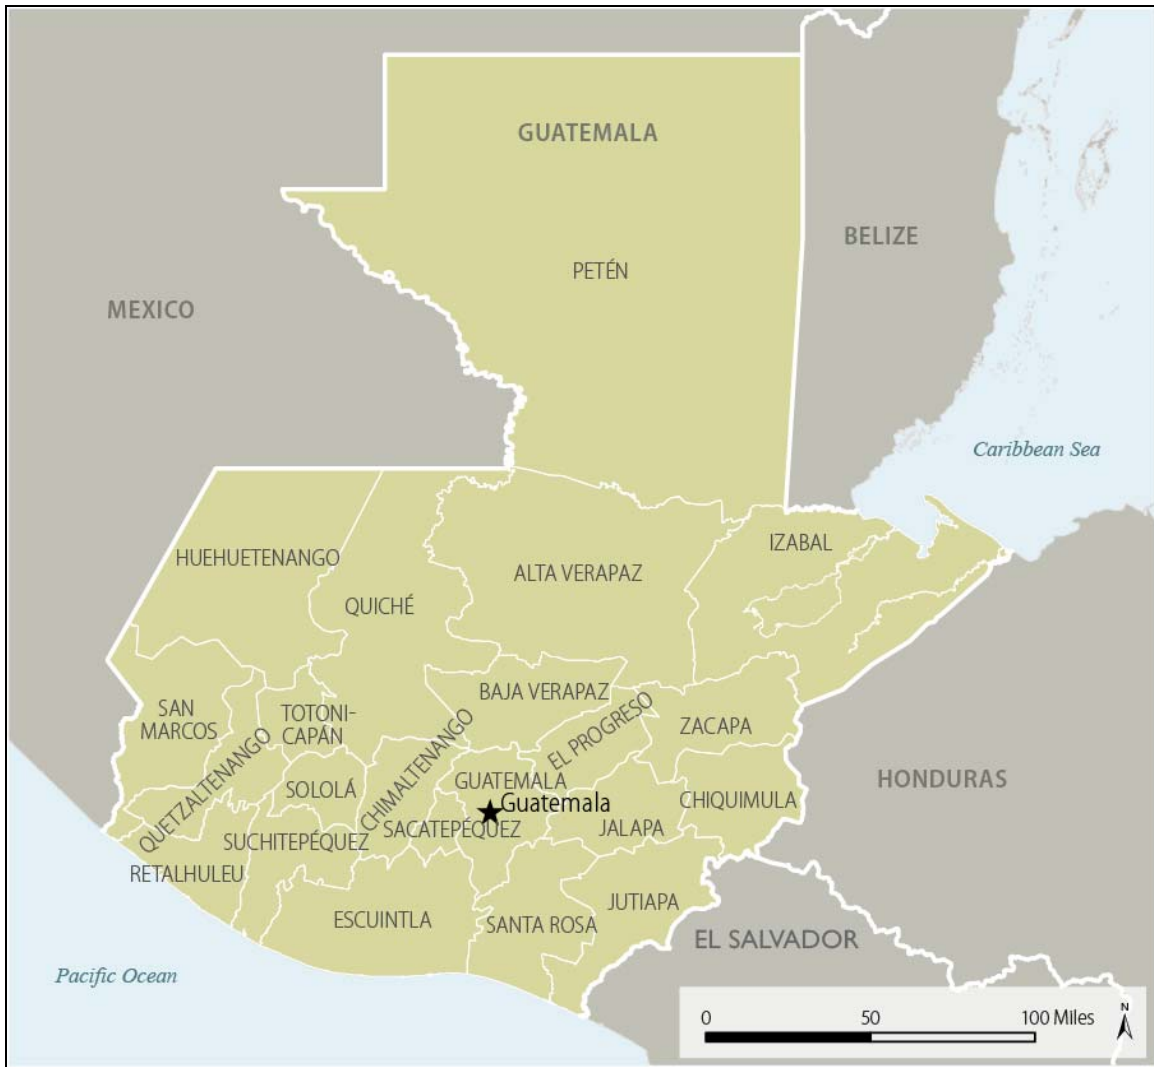 GUATEMALA
BELIZE
PETÉN
MEXICO
Caribbean Sea
IZABAL
HUEHUETENANGO
ALTA VERAPAZ
QUICHÉ
BAJA VERAPAZ
SAN
MARCOS
TOTONI-
CAPÁN
QUETZALTENANGO
CHIMALTENANGO
EL PROGRESO
ZACAPA
GUATEMALA
HONDURAS
SOLOLÁ
Guatemala
CHIQUIMULA
SACATEPÉQUEZ
JALAPA
SUCHITEPÉQUEZ
RETALHULEU
JUTIAPA
ESCUINTLA
SANTA ROSA
EL SALVADOR
Pacific Ocean
N
0 50 100 Miles